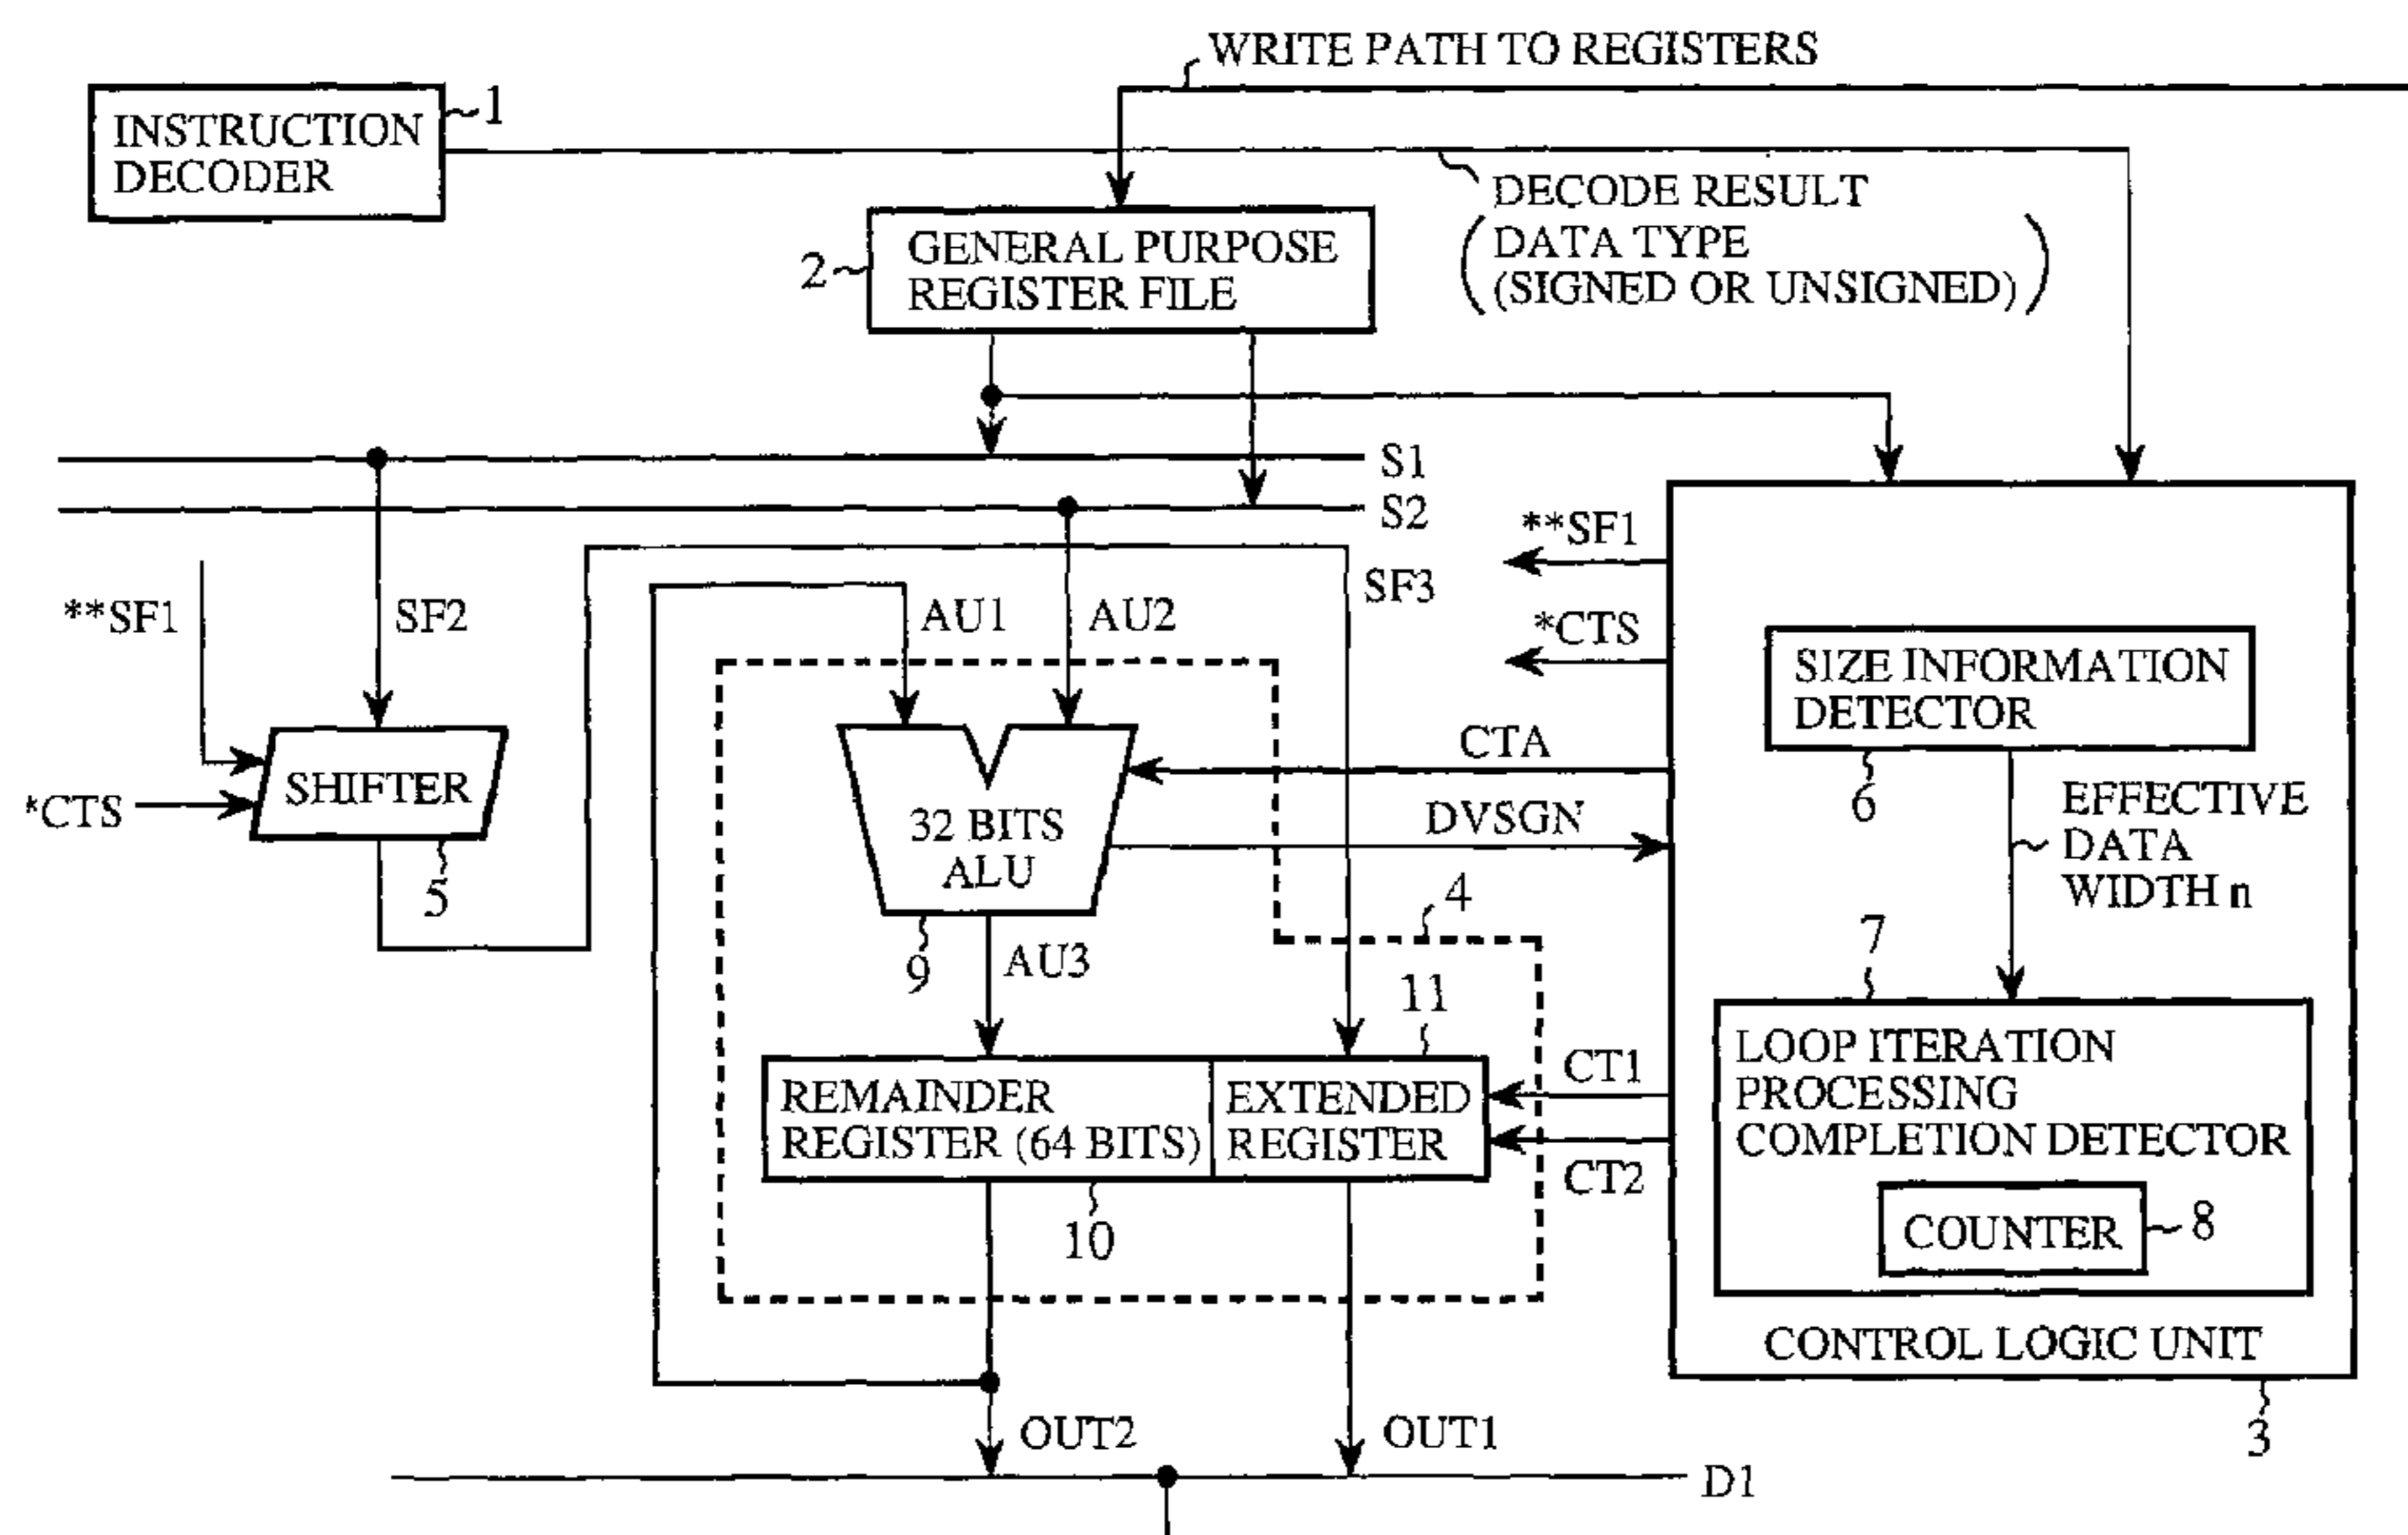 WRITE PATH TO REGISTERS
INSTRUCTION
DECODER
1
DECODE RESULT
DATA TYPE
(SIGNED OR UNSIGNED)
2
GENERAL PURPOSE
REGISTER FILE
S1
S2
**SF1
SF2
AU1
AU2
SF3
**SF1
*CTS
SIZE INFORMATION
DETECTOR
6
SHIFTER
*CTS
5
CTA
32 BITS
ALU
DVSGN
9
AU3
4
EFFECTIVE
DATA
WIDTH n
7
11
REMAINDER
REGISTER (64 BITS)
EXTENDED
REGISTER
CT1
CT2
10
LOOP ITERATION
PROCESSING
COMPLETION DETECTOR
COUNTER
8
CONTROL LOGIC UNIT
3
OUT2
OUT1
D1